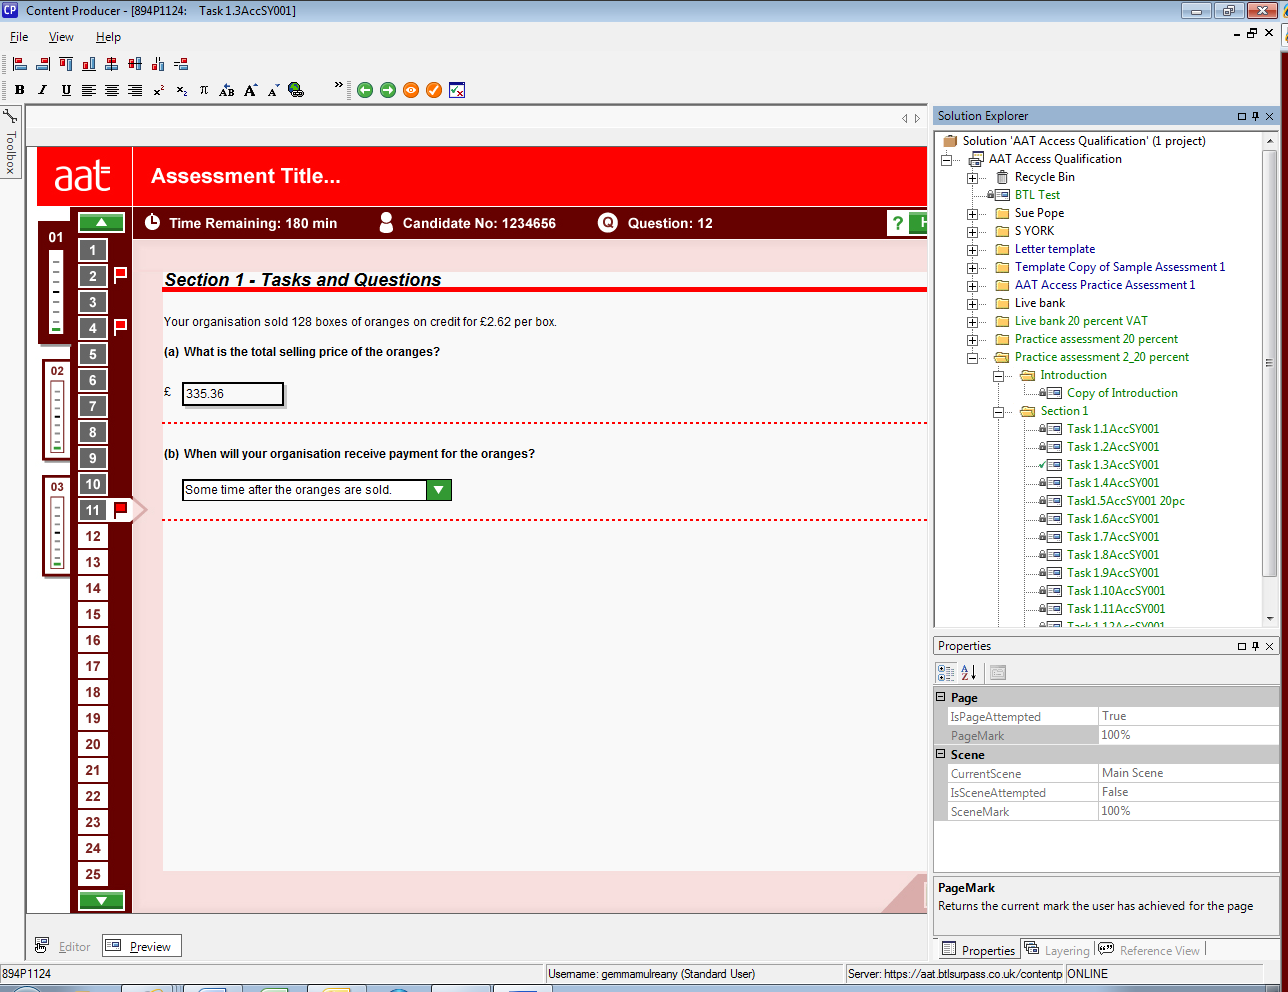 CP Content Producer - [894P1124: Task 1.3AccSY001]
File View Help
B I U x² x₂ π AB A A »
Toolbox
aat
Assessment Title...
Time Remaining: 180 min Candidate No: 1234656 Q Question: 12 ?
01
02
03
1
2
3
4
5
6
7
8
9
10
11
12
13
14
15
16
17
18
19
20
21
22
23
24
25
Section 1 - Tasks and Questions
Your organisation sold 128 boxes of oranges on credit for £2.62 per box.
(a) What is the total selling price of the oranges?
£ 335.36
(b) When will your organisation receive payment for the oranges?
Some time after the oranges are sold.
Editor Preview
Solution Explorer
Solution 'AAT Access Qualification' (1 project)
AAT Access Qualification
Recycle Bin
BTL Test
Sue Pope
S YORK
Letter template
Template Copy of Sample Assessment 1
AAT Access Practice Assessment 1
Live bank
Live bank 20 percent VAT
Practice assessment 20 percent
Practice assessment 2_20 percent
Introduction
Copy of Introduction
Section 1
Task 1.1AccSY001
Task 1.2AccSY001
Task 1.3AccSY001
Task 1.4AccSY001
Task1.5AccSY001 20pc
Task 1.6AccSY001
Task 1.7AccSY001
Task 1.8AccSY001
Task 1.9AccSY001
Task 1.10AccSY001
Task 1.11AccSY001
Task 1.12AccSY001
Properties
Page
IsPageAttempted True
PageMark 100%
Scene
CurrentScene Main Scene
IsSceneAttempted False
SceneMark 100%
PageMark
Returns the current mark the user has achieved for the page
Properties Layering Reference View
894P1124 Username: gemmamulreany (Standard User) Server: https://aat.btlsurpass.co.uk/contentp ONLINE